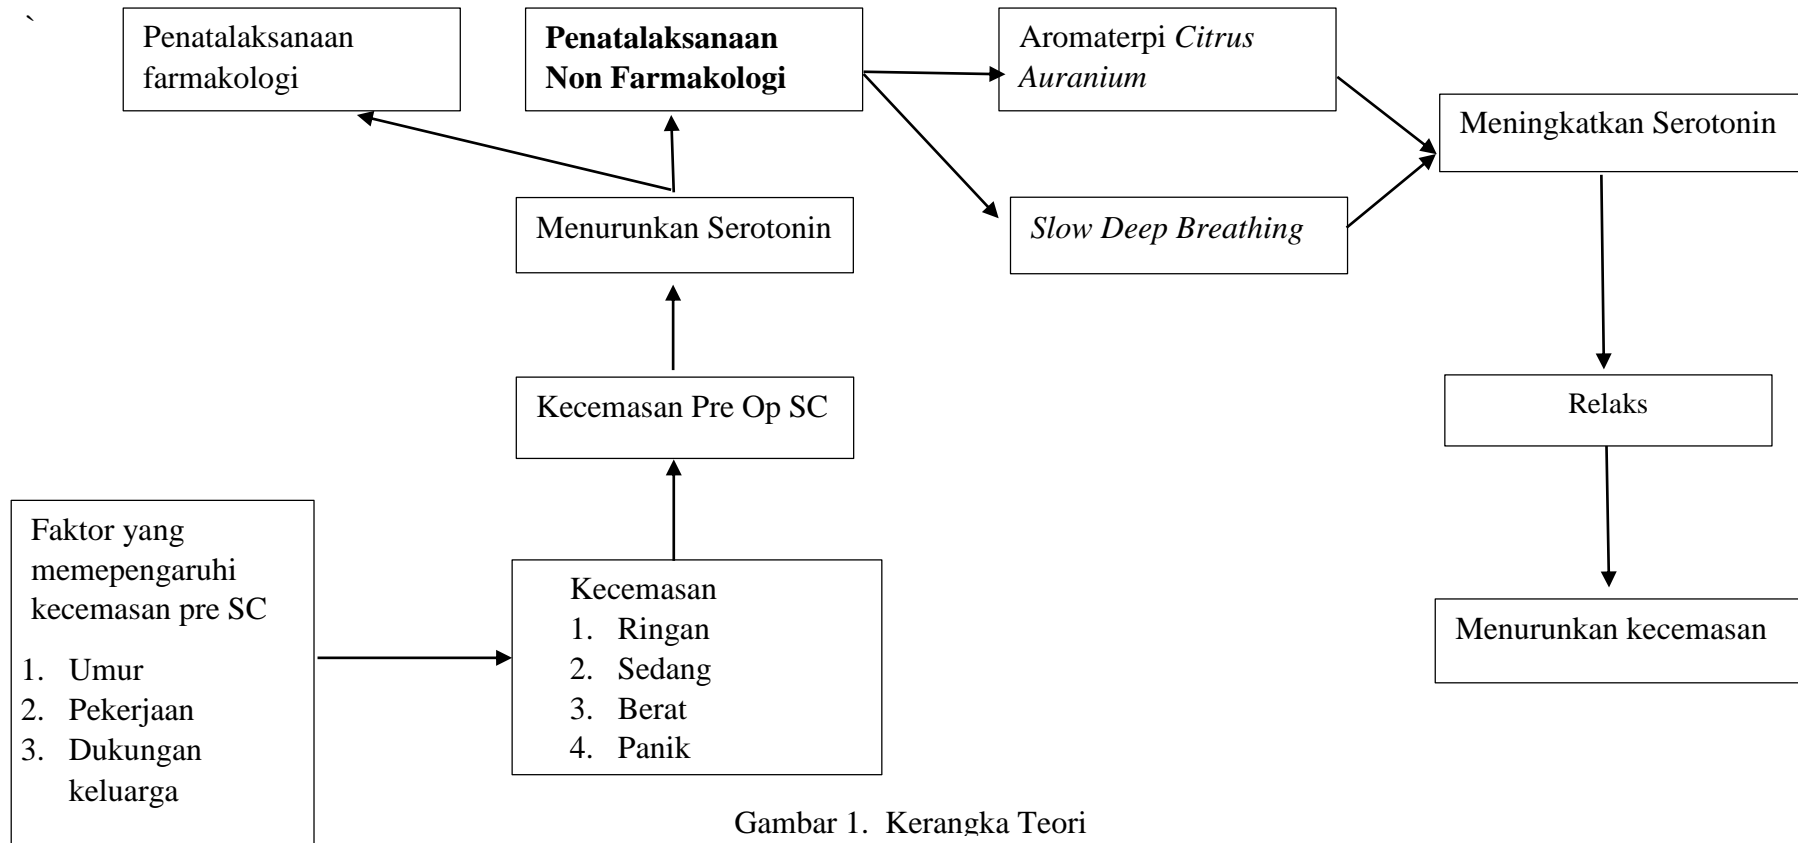 `
Penatalaksanaan
farmakologi
Penatalaksanaan
Non Farmakologi
Aromaterpi Citrus
Auranium
Meningkatkan Serotonin
Menurunkan Serotonin
Slow Deep Breathing
Kecemasan Pre Op SC
Relaks
Faktor yang
memepengaruhi
kecemasan pre SC
1. Umur
2. Pekerjaan
3. Dukungan
keluarga
Kecemasan
1. Ringan
2. Sedang
3. Berat
4. Panik
Menurunkan kecemasan
Gambar 1. Kerangka Teori